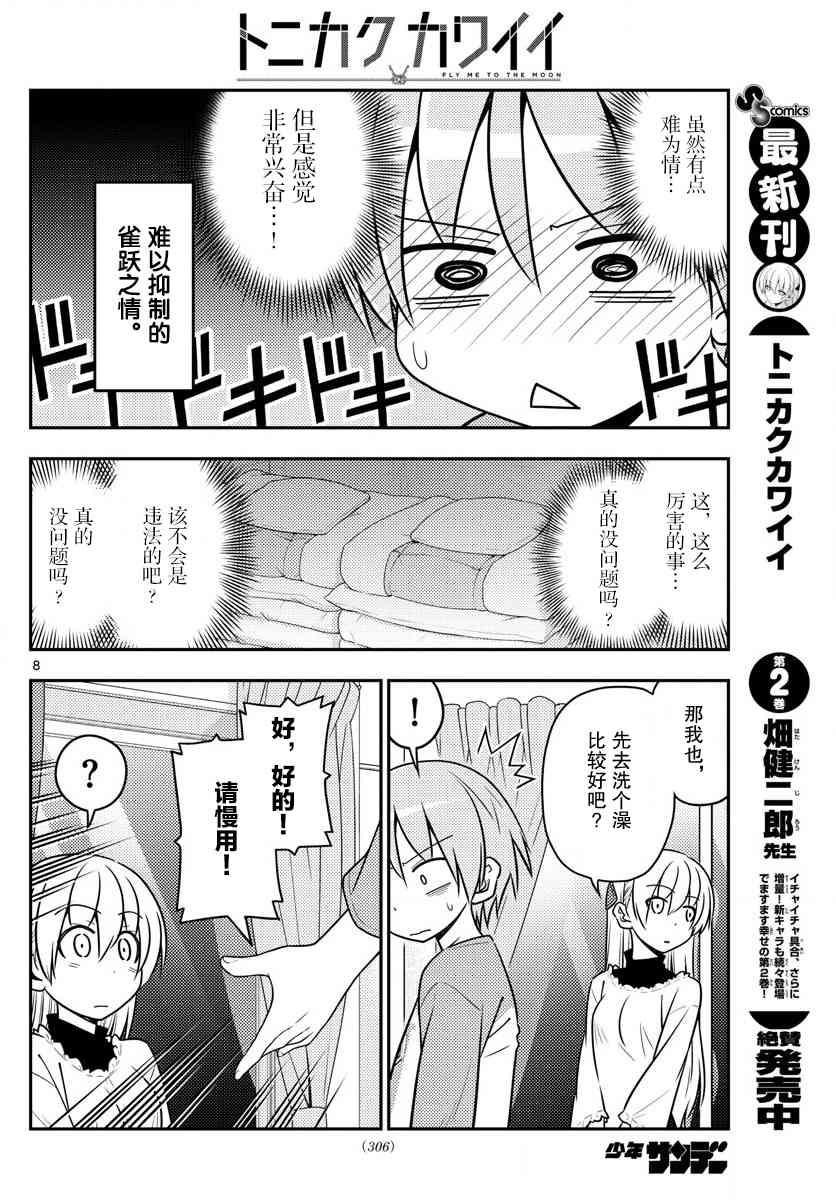 トニカクカワイイ
FLY ME TO THE MOON
虽然有点
难为情…
但是感觉
非常兴奋…!
难以抑制的
雀跃之情。
ドキ
ドキ
ドキ
这，这么
厉害的事…
真的没问题吗?
该不会是
违法的吧?
真的
没问题吗?
8
那我也，
先去洗个澡
比较好吧?
!
好，好的!
请慢用!
?
(306)
少年サンデー
SScomics
最新刊
トニカクカワイイ
第2巻
畑健二郎先生
はたけんじろう
イチャイチャ具合、さらに
増量!新キャラも続々登場
でますます幸せの第2巻!
絶賛
発売中